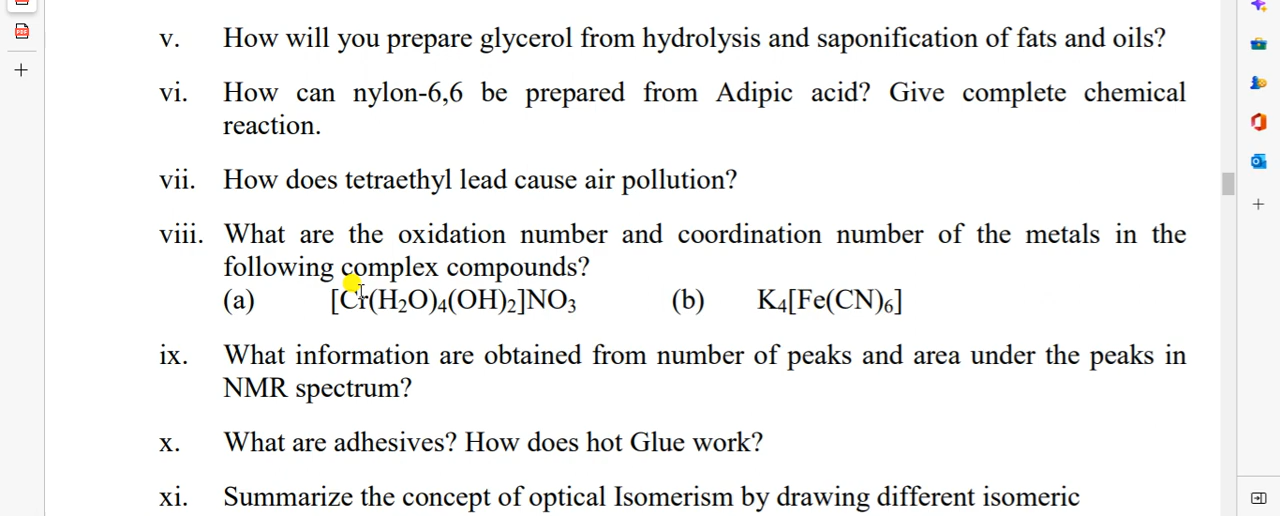 v. How will you prepare glycerol from hydrolysis and saponification of fats and oils?
vi. How can nylon-6,6 be prepared from Adipic acid? Give complete chemical
reaction.
vii. How does tetraethyl lead cause air pollution?
viii. What are the oxidation number and coordination number of the metals in the
following complex compounds?
(a) [Cr(H₂O)₄(OH)₂]NO₃ (b) K₄[Fe(CN)₆]
ix. What information are obtained from number of peaks and area under the peaks in
NMR spectrum?
x. What are adhesives? How does hot Glue work?
xi. Summarize the concept of optical Isomerism by drawing different isomeric